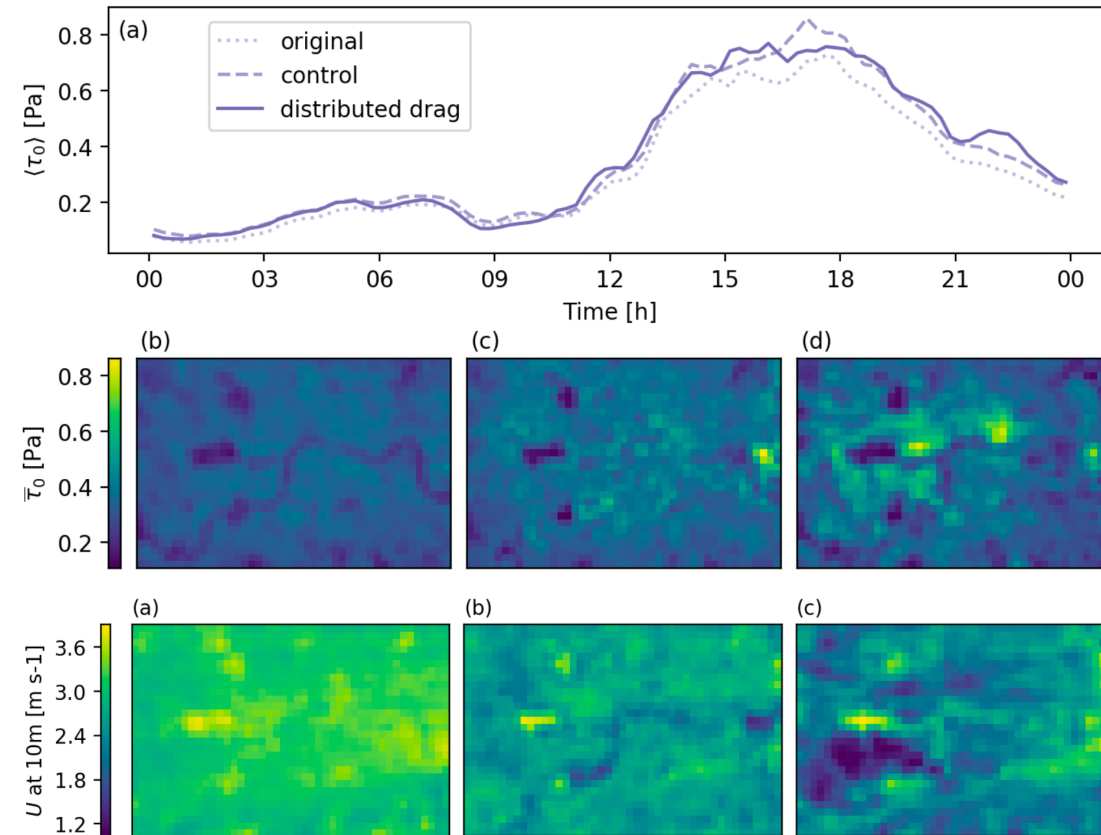 (a)
original
control
distributed drag
0.8
0.6
0.4
0.2
⟨τ₀⟩ [Pa]
00 03 06 09 12 15 18 21 00
Time [h]
(b) (c) (d)
0.8
0.6
0.4
0.2
τ̿₀ [Pa]
(a) (b) (c)
3.6
3.0
2.4
1.8
1.2
U at 10m [m s-1]